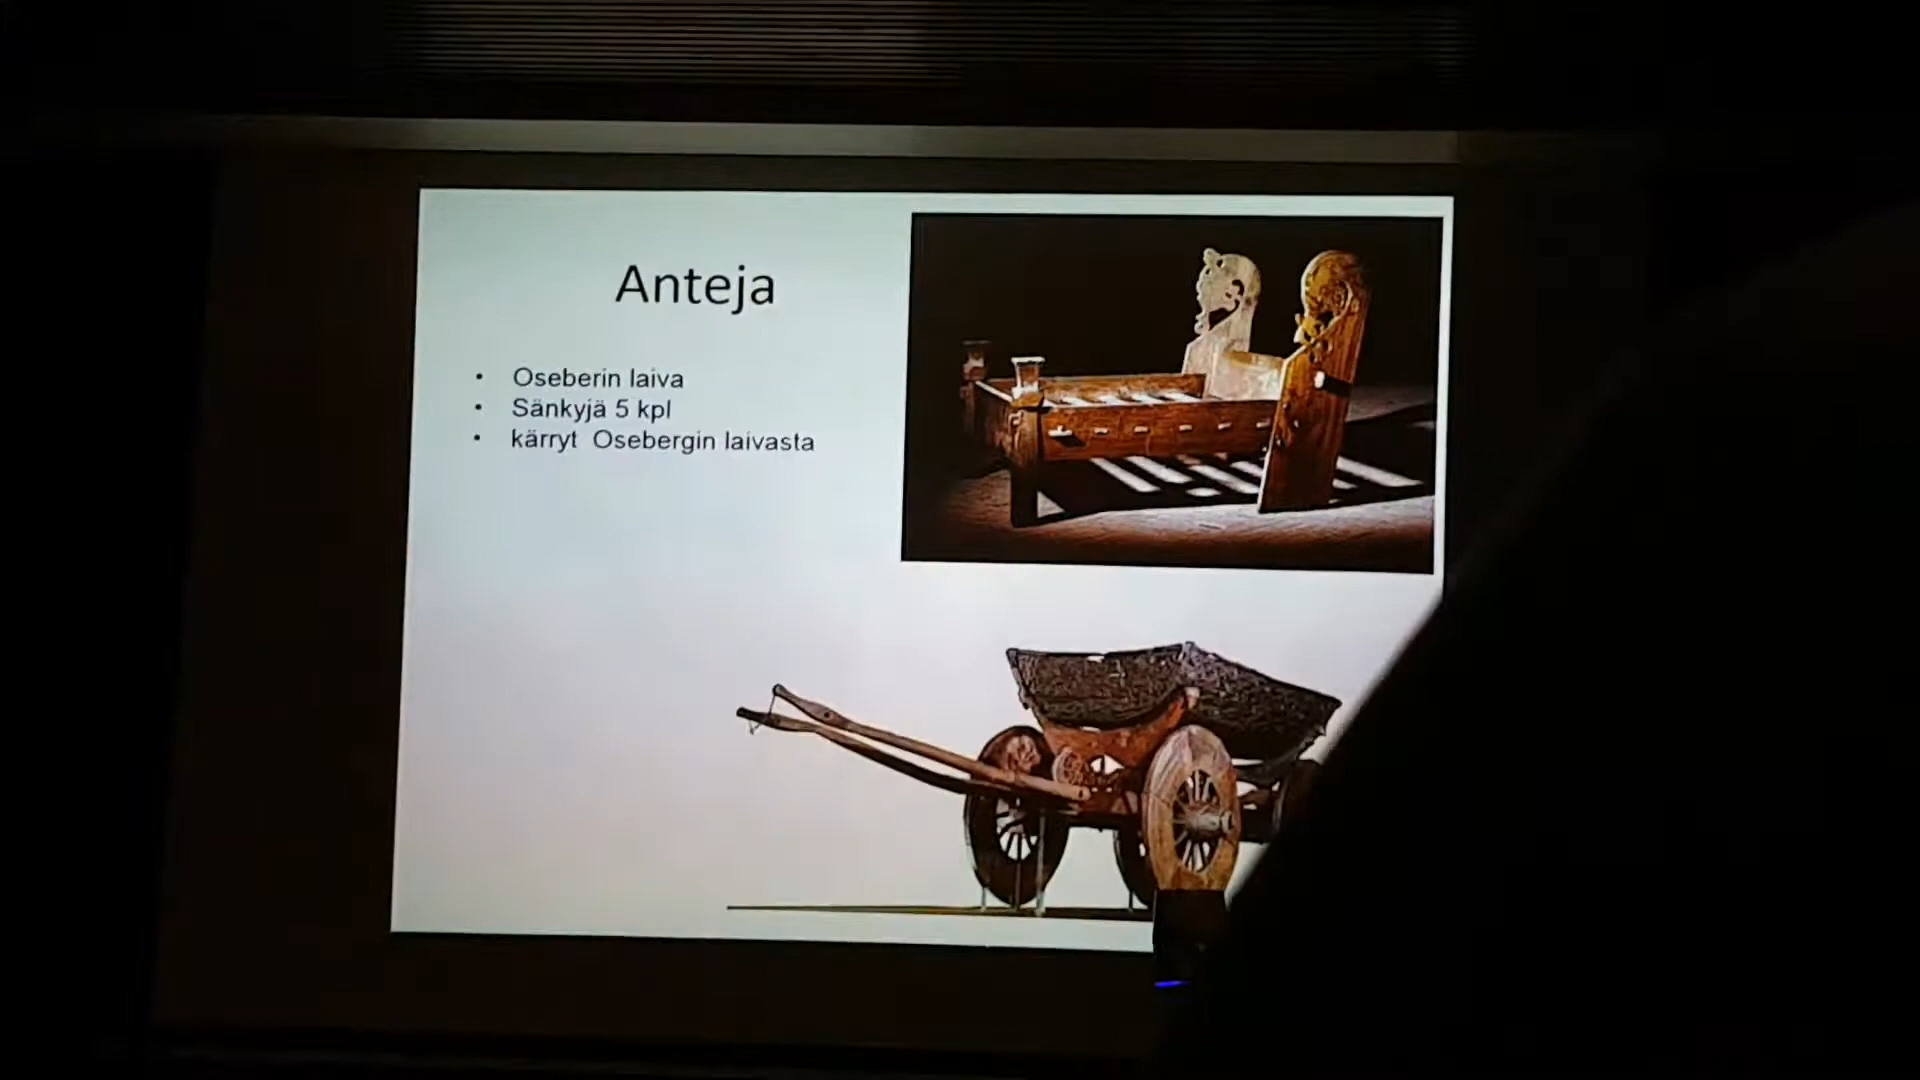 Anteja
• Oseberin laiva
• Sänkyjä 5 kpl
• kärryt Osebergin laivasta